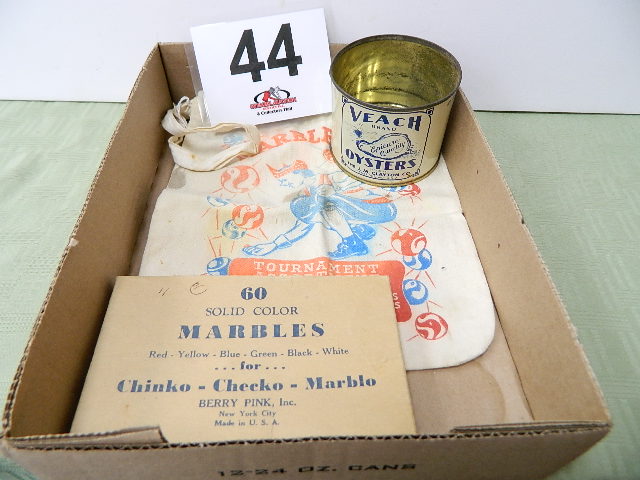 44
VEACH
BRAND
OYSTERS
MARBLE
TOURNAMENT
60
SOLID COLOR
MARBLES
Red - Yellow - Blue - Green - Black - White
. . . for . . .
Chinko - Checko - Marblo
BERRY PINK, Inc.
New York City
Made in U. S. A.
12-24 OZ. CANS